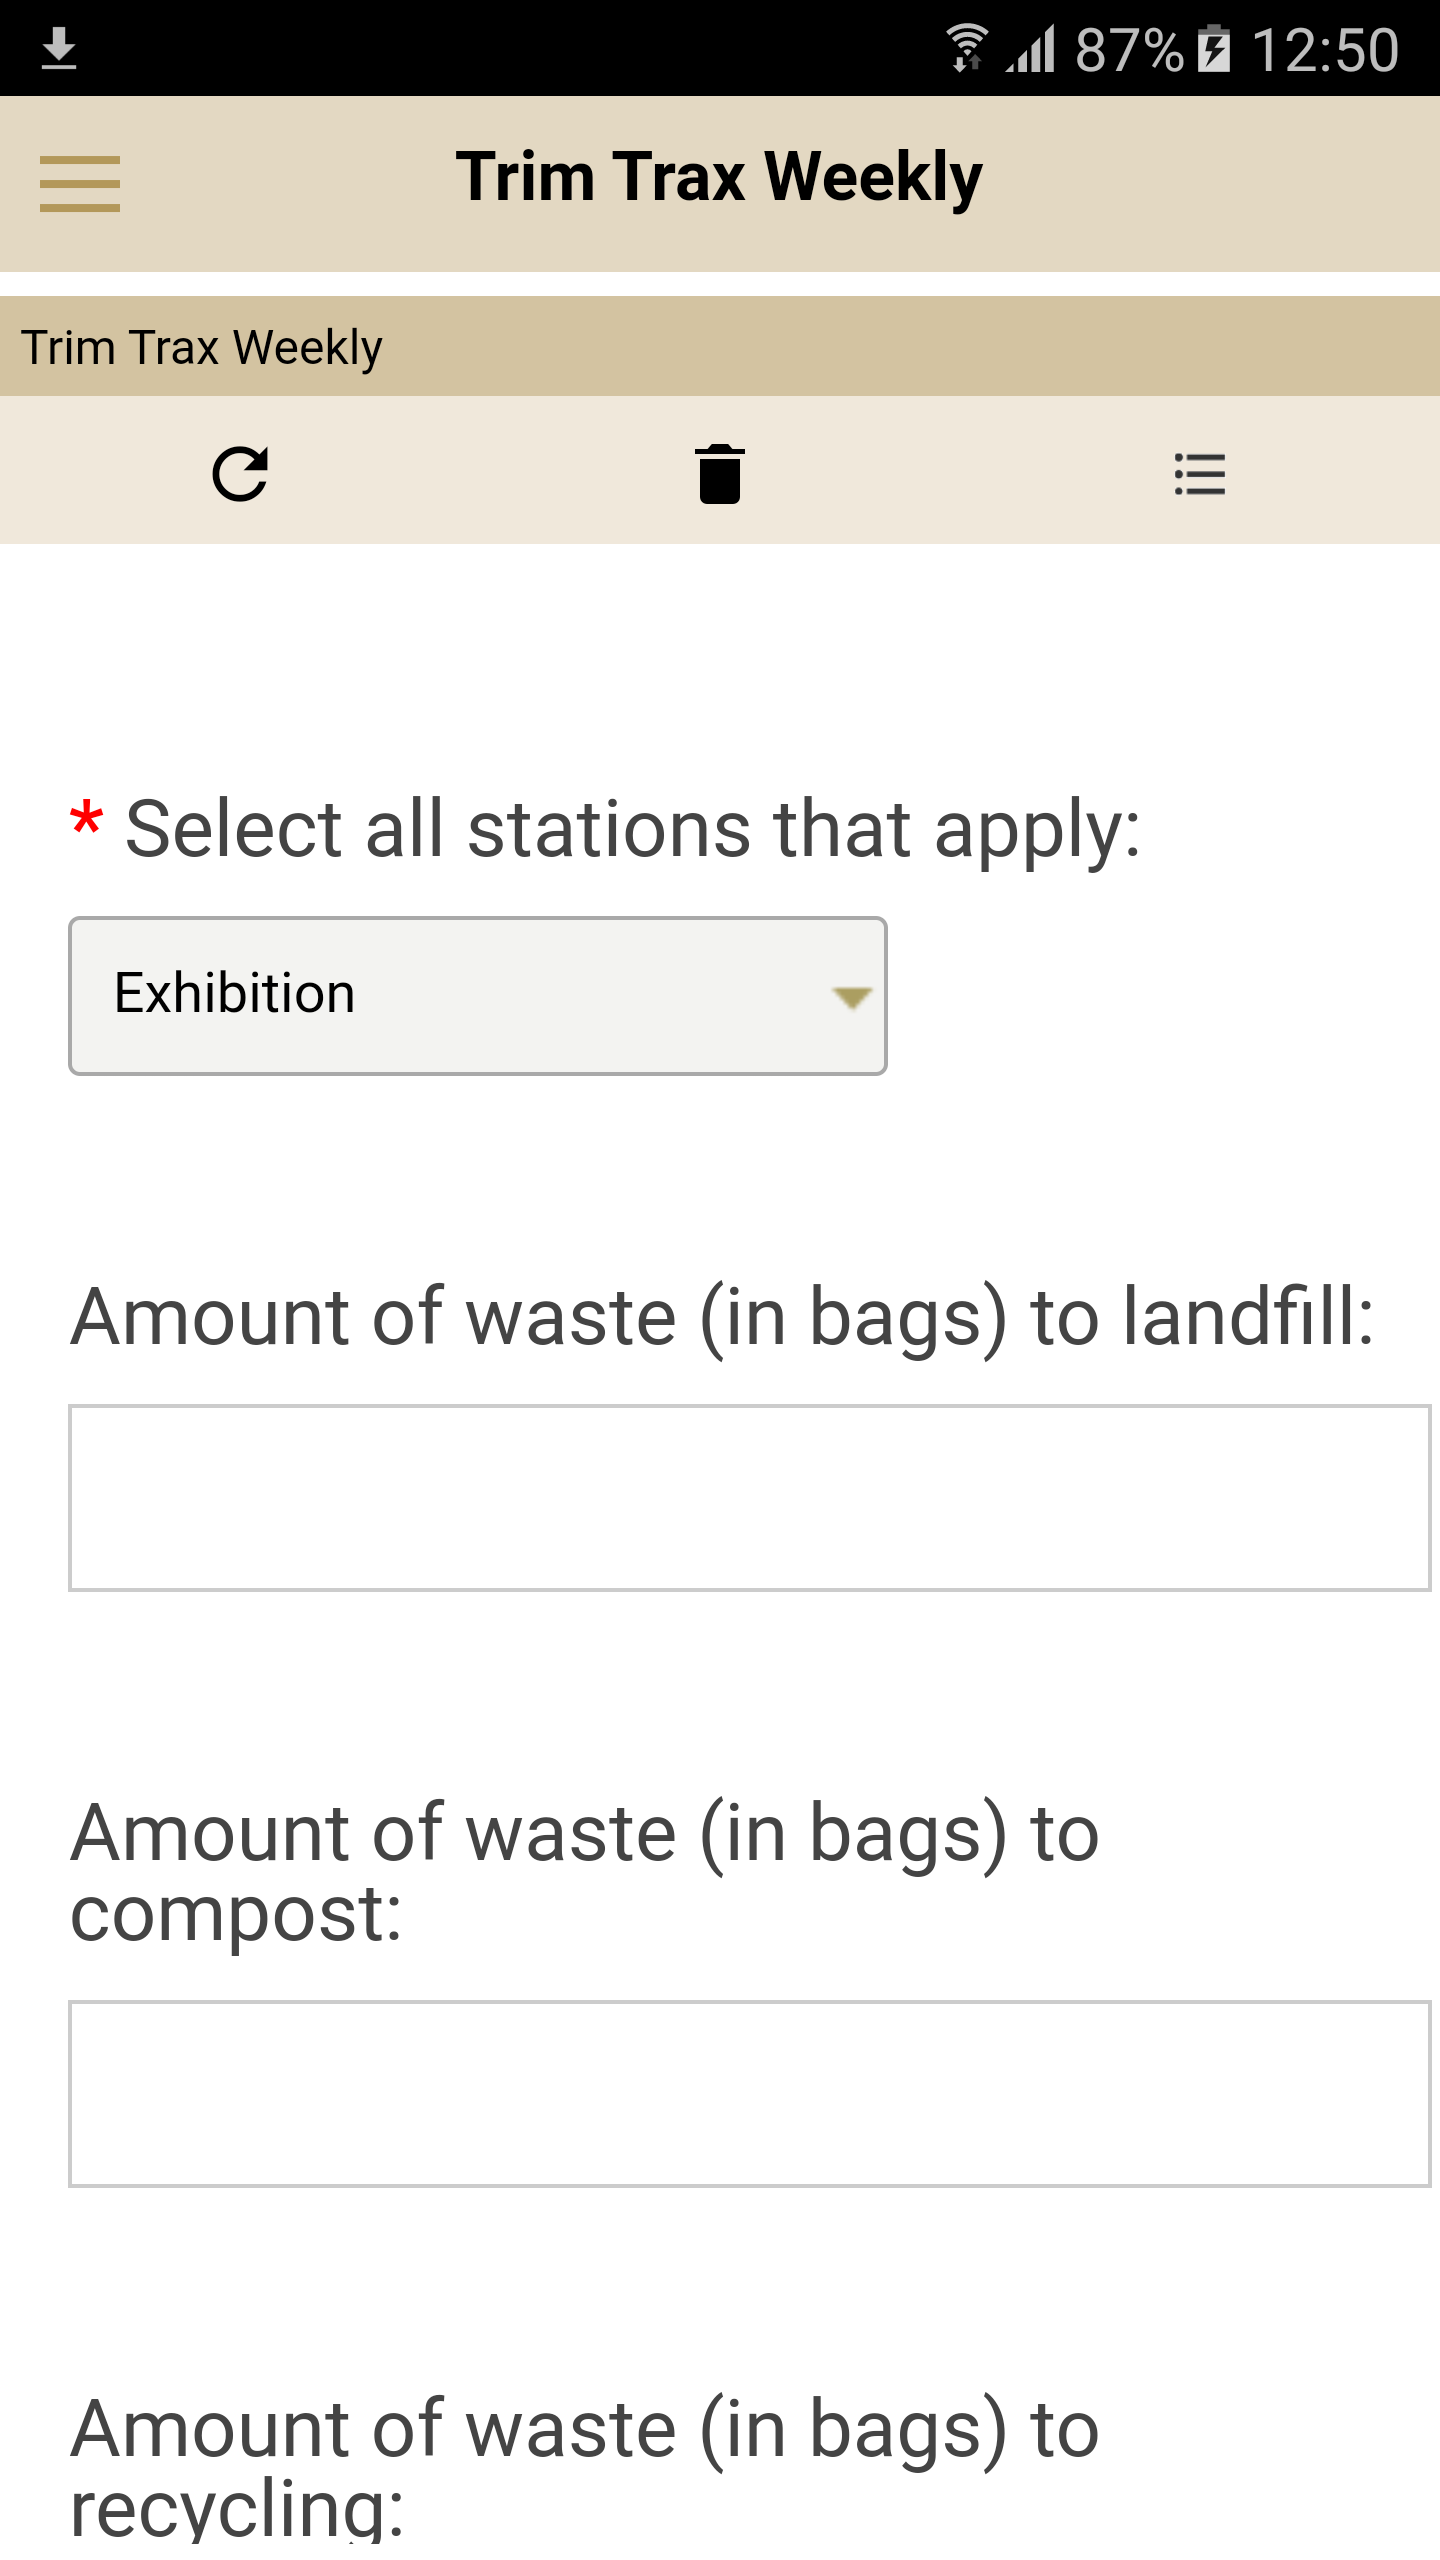 87% 12:50
Trim Trax Weekly
Trim Trax Weekly
* Select all stations that apply:
Exhibition
Amount of waste (in bags) to landfill:
Amount of waste (in bags) to
compost:
Amount of waste (in bags) to
recycling: